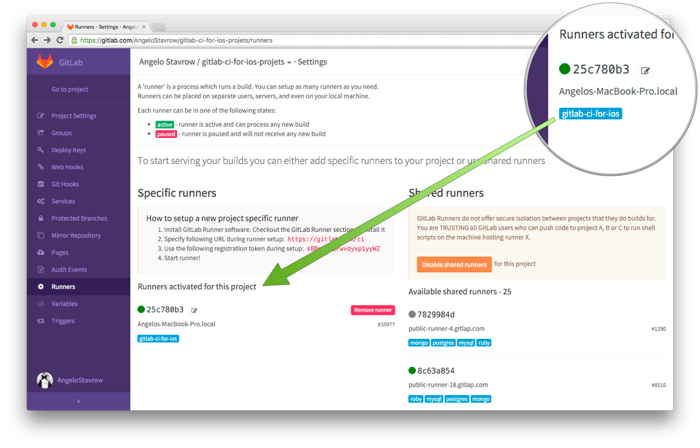 Runners · Settings · Angelo
https://gitlab.com/AngeloStavrow/gitlab-ci-for-ios-projets/runners
GitLab
Go to project
Project Settings
Groups
Deploy Keys
Web Hooks
Git Hooks
Services
Protected Branches
Mirror Repository
Pages
Audit Events
Runners
Variables
Triggers
AngeloStavrow
Angelo Stavrow / gitlab-ci-for-ios-projets · Settings
A 'runner' is a process which runs a build. You can setup as many runners as you need.
Runners can be placed on separate users, servers, and even on your local machine.
Each runner can be in one of the following states:
active - runner is active and can process any new build
paused - runner is paused and will not receive any new build
To start serving your builds you can either add specific runners to your project or use shared runners
Specific runners
How to setup a new project specific runner
1. Install GitLab Runner software. Checkout the GitLab Runner section install it
2. Specify following URL during runner setup: https://gitl /ci
3. Use the following registration token during setup:
4. Start runner!
Runners activated for this project
25c780b3
Remove runner
Angelos-MacBook-Pro.local
#10977
gitlab-ci-for-ios
Shared runners
GitLab Runners do not offer secure isolation between projects that they do builds for.
You are TRUSTING all GitLab users who can push code to project A, B or C to run shell
scripts on the machine hosting runner X.
Disable shared runners for this project
Available shared runners - 25
7829984d
public-runner-4.gitlap.com
#1290
mongo postgres mysql ruby
8c63a854
public-runner-18.gitlap.com
#8510
ruby mysql postgres mongo
Runners activated fo
25c780b3
Angelos-MacBook-Pro.local
gitlab-ci-for-ios